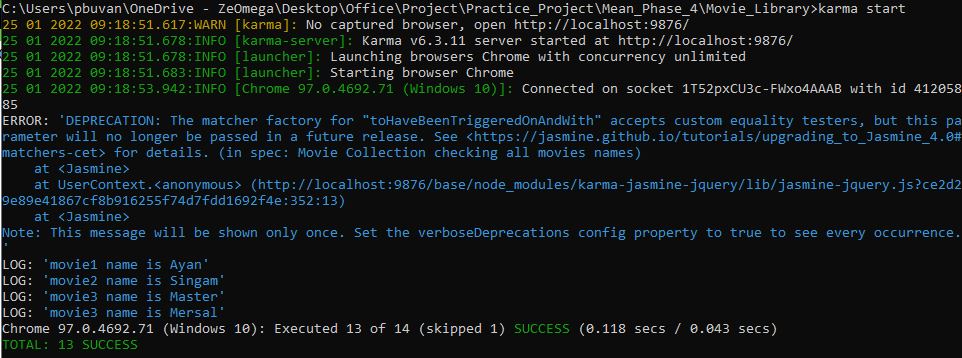 C:\Users\pbuvan\OneDrive - ZeOmega\Desktop\Office\Project\Practice_Project\Mean_Phase_4\Movie_Library>karma start
25 01 2022 09:18:51.617:WARN [karma]: No captured browser, open http://localhost:9876/
25 01 2022 09:18:51.678:INFO [karma-server]: Karma v6.3.11 server started at http://localhost:9876/
25 01 2022 09:18:51.678:INFO [launcher]: Launching browsers Chrome with concurrency unlimited
25 01 2022 09:18:51.683:INFO [launcher]: Starting browser Chrome
25 01 2022 09:18:53.942:INFO [Chrome 97.0.4692.71 (Windows 10)]: Connected on socket 1T52pxCU3c-FWxo4AAAB with id 412058
85
ERROR: 'DEPRECATION: The matcher factory for "toHaveBeenTriggeredOnAndWith" accepts custom equality testers, but this pa
rameter will no longer be passed in a future release. See <https://jasmine.github.io/tutorials/upgrading_to_Jasmine_4.0#
matchers-cet> for details. (in spec: Movie Collection checking all movies names)
at <Jasmine>
at UserContext.<anonymous> (http://localhost:9876/base/node_modules/karma-jasmine-jquery/lib/jasmine-jquery.js?ce2d2
9e89e41867cf8b916255f74d7fdd1692f4e:352:13)
at <Jasmine>
Note: This message will be shown only once. Set the verboseDeprecations config property to true to see every occurrence.
'
LOG: 'movie1 name is Ayan'
LOG: 'movie2 name is Singam'
LOG: 'movie3 name is Master'
LOG: 'movie3 name is Mersal'
Chrome 97.0.4692.71 (Windows 10): Executed 13 of 14 (skipped 1) SUCCESS (0.118 secs / 0.043 secs)
TOTAL: 13 SUCCESS